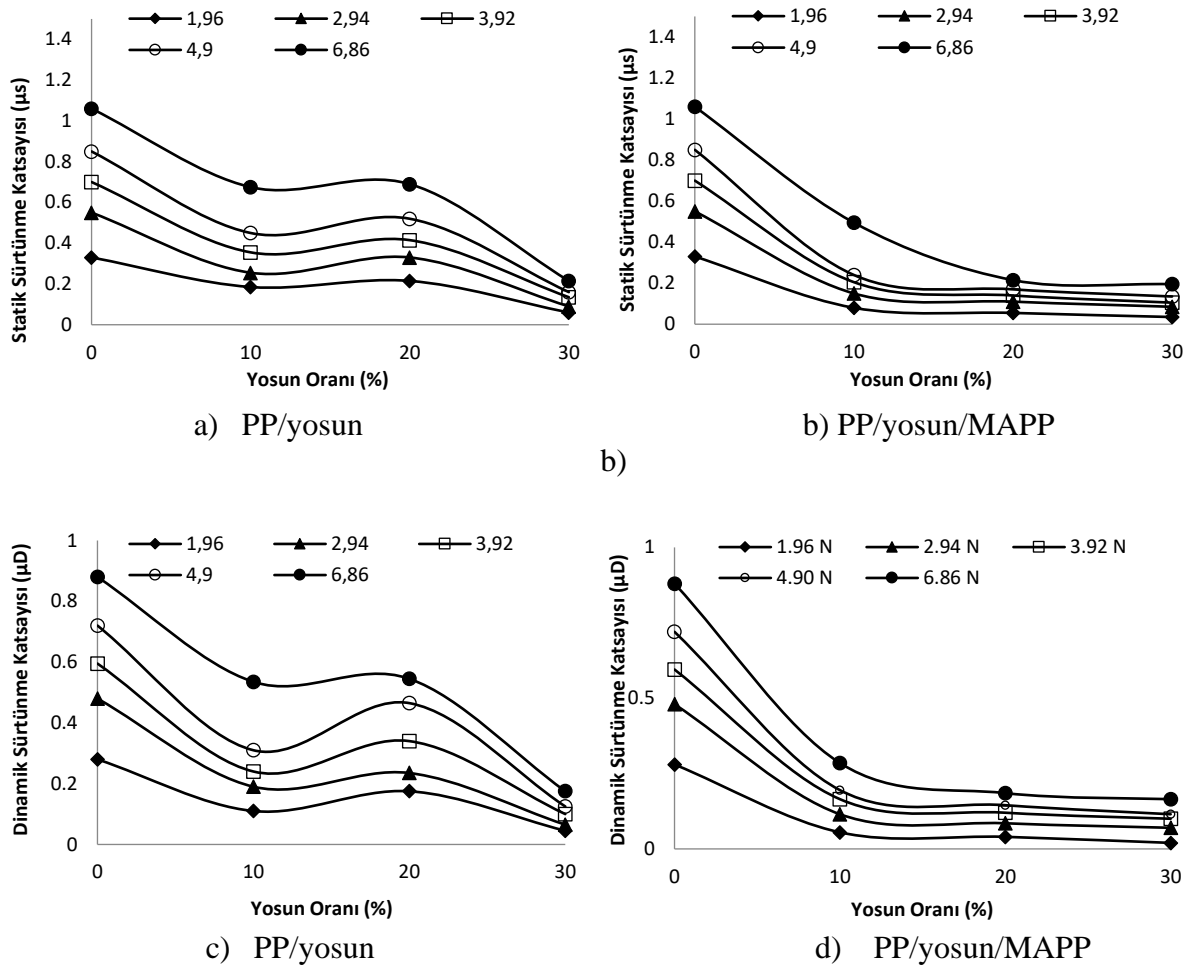 1,96 2,94 3,92
4,9 6,86
1.4
1.2
1
0.8
0.6
0.4
0.2
0
0 10 20 30
Statik Sürtünme Katsayısı (µs)
Yosun Oranı (%)
a) PP/yosun
1,96 2,94 3,92
4,9 6,86
1.4
1.2
1
0.8
0.6
0.4
0.2
0
0 10 20 30
Statik Sürtünme Katsayısı (µs)
Yosun Oranı (%)
b) PP/yosun/MAPP
b)
1,96 2,94 3,92
4,9 6,86
1
0.8
0.6
0.4
0.2
0
0 10 20 30
Dinamik Sürtünme Katsayısı (µD)
Yosun Oranı (%)
c) PP/yosun
1.96 N 2.94 N 3.92 N
4.90 N 6.86 N
1
0.5
0
0 10 20 30
Dinamik Sürtünme Katsayısı (µD)
Yosun Oranı (%)
d) PP/yosun/MAPP